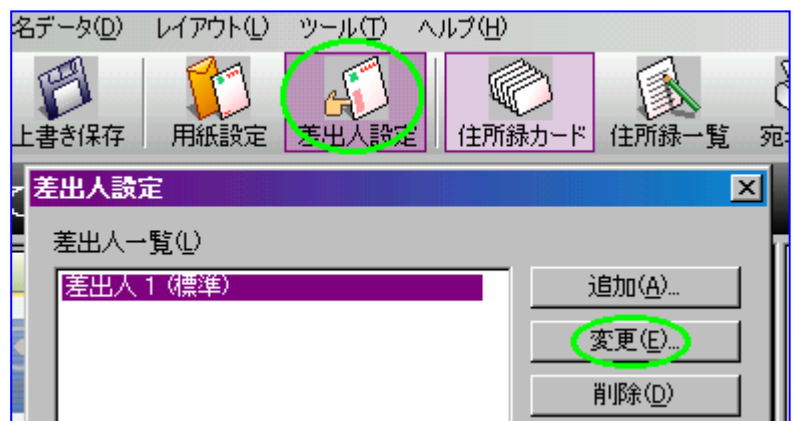 名データ(D) レイアウト(L) ツール(T) ヘルプ(H)
上書き保存 用紙設定 差出人設定 住所録カード 住所録一覧 宛
差出人設定
差出人一覧(L)
差出人1(標準)
追加(A)...
変更(E)...
削除(D)